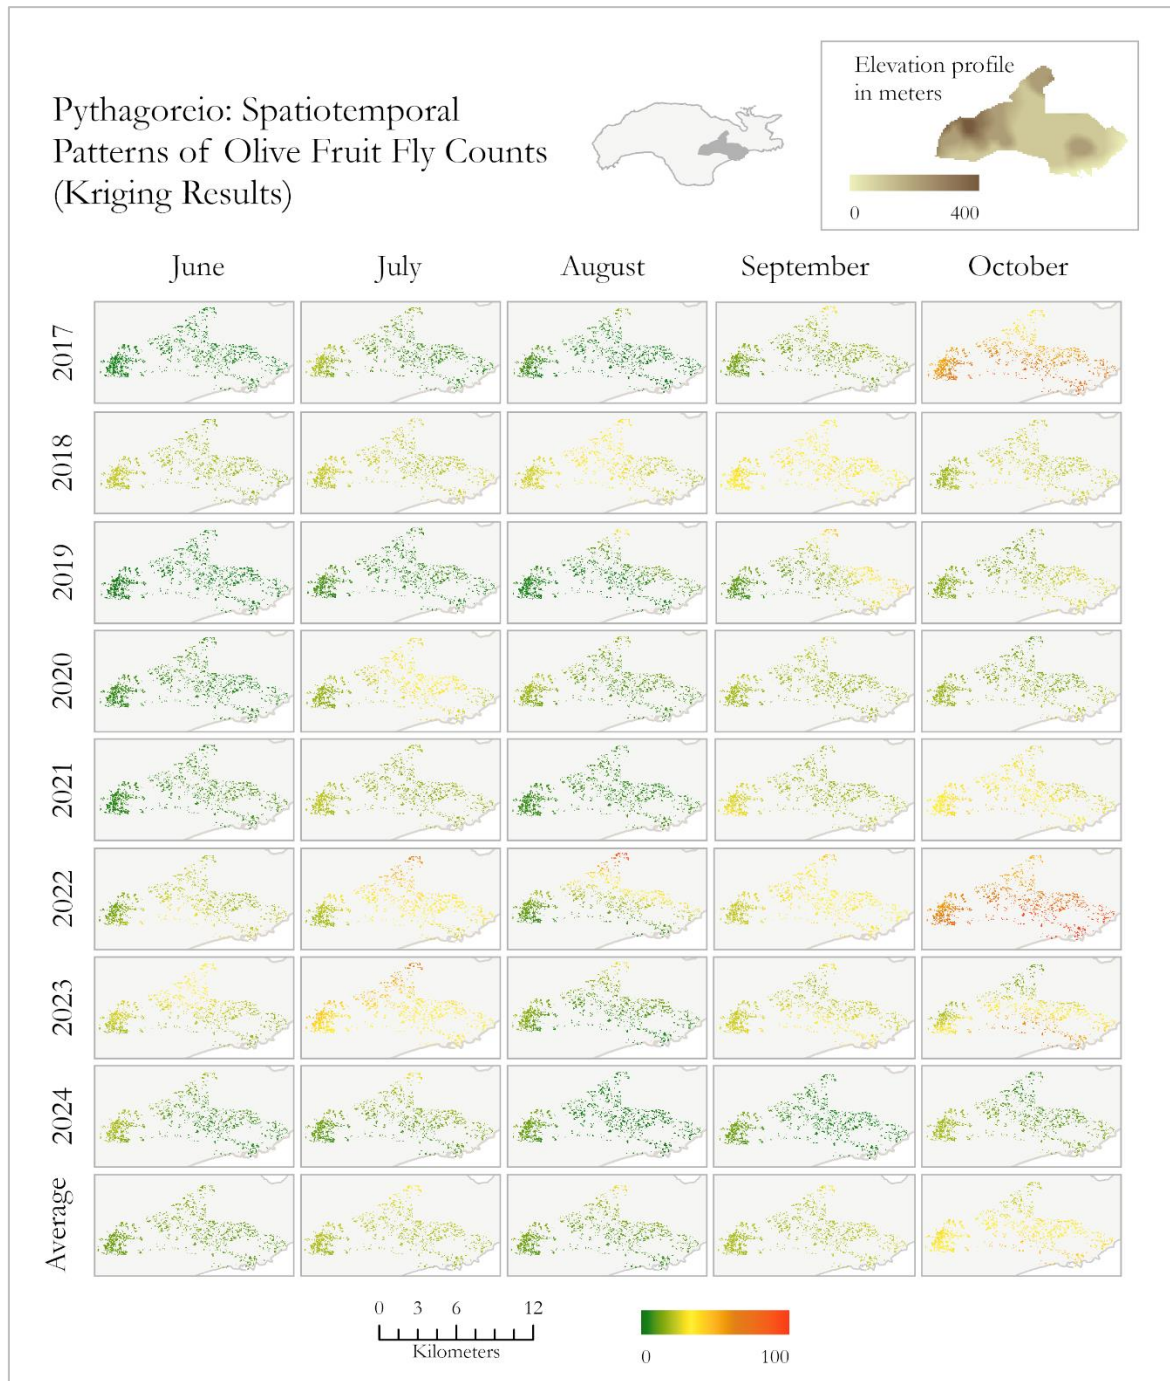 Pythagoreio: Spatiotemporal
Patterns of Olive Fruit Fly Counts
(Kriging Results)
Elevation profile
in meters
0 400
June July August September October
2017
2018
2019
2020
2021
2022
2023
2024
Average
0 3 6 12
Kilometers
0 100